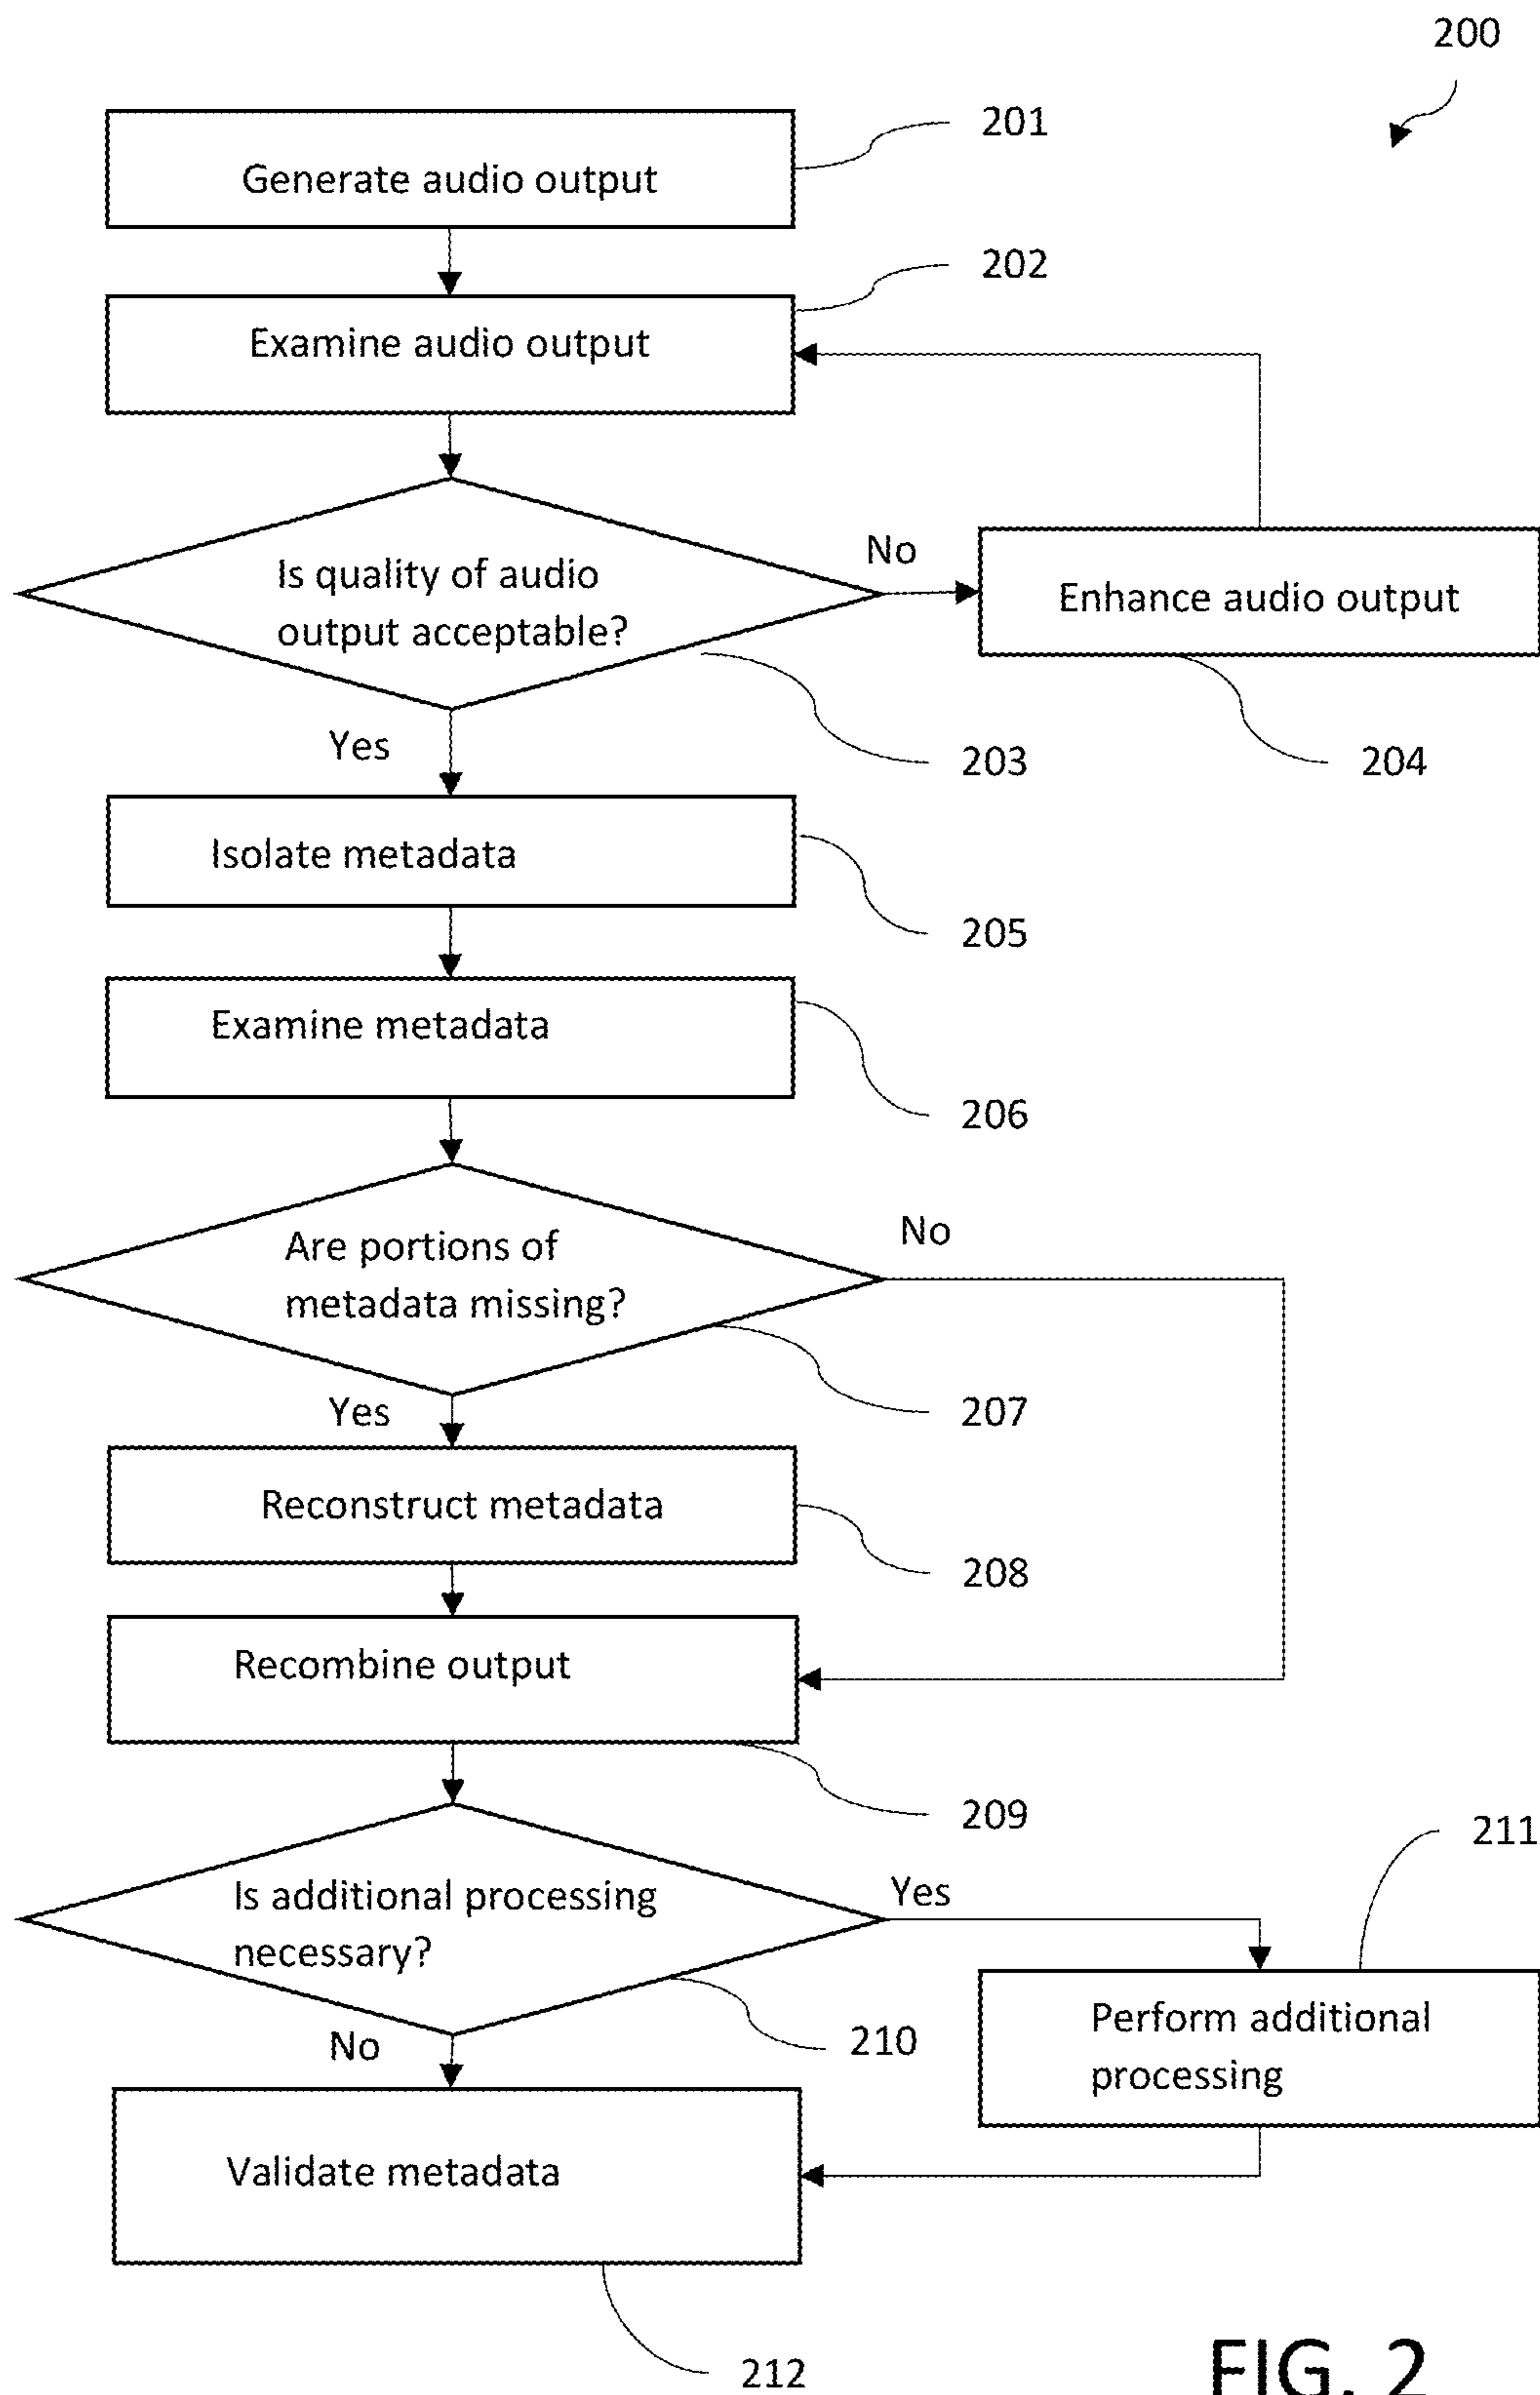 200
Generate audio output
201
Examine audio output
202
Is quality of audio
output acceptable?
No
Enhance audio output
Yes
203
204
Isolate metadata
205
Examine metadata
206
Are portions of
metadata missing?
No
Yes
207
Reconstruct metadata
208
Recombine output
209
211
Is additional processing
necessary?
Yes
No
210
Perform additional
processing
Validate metadata
212
FIG. 2